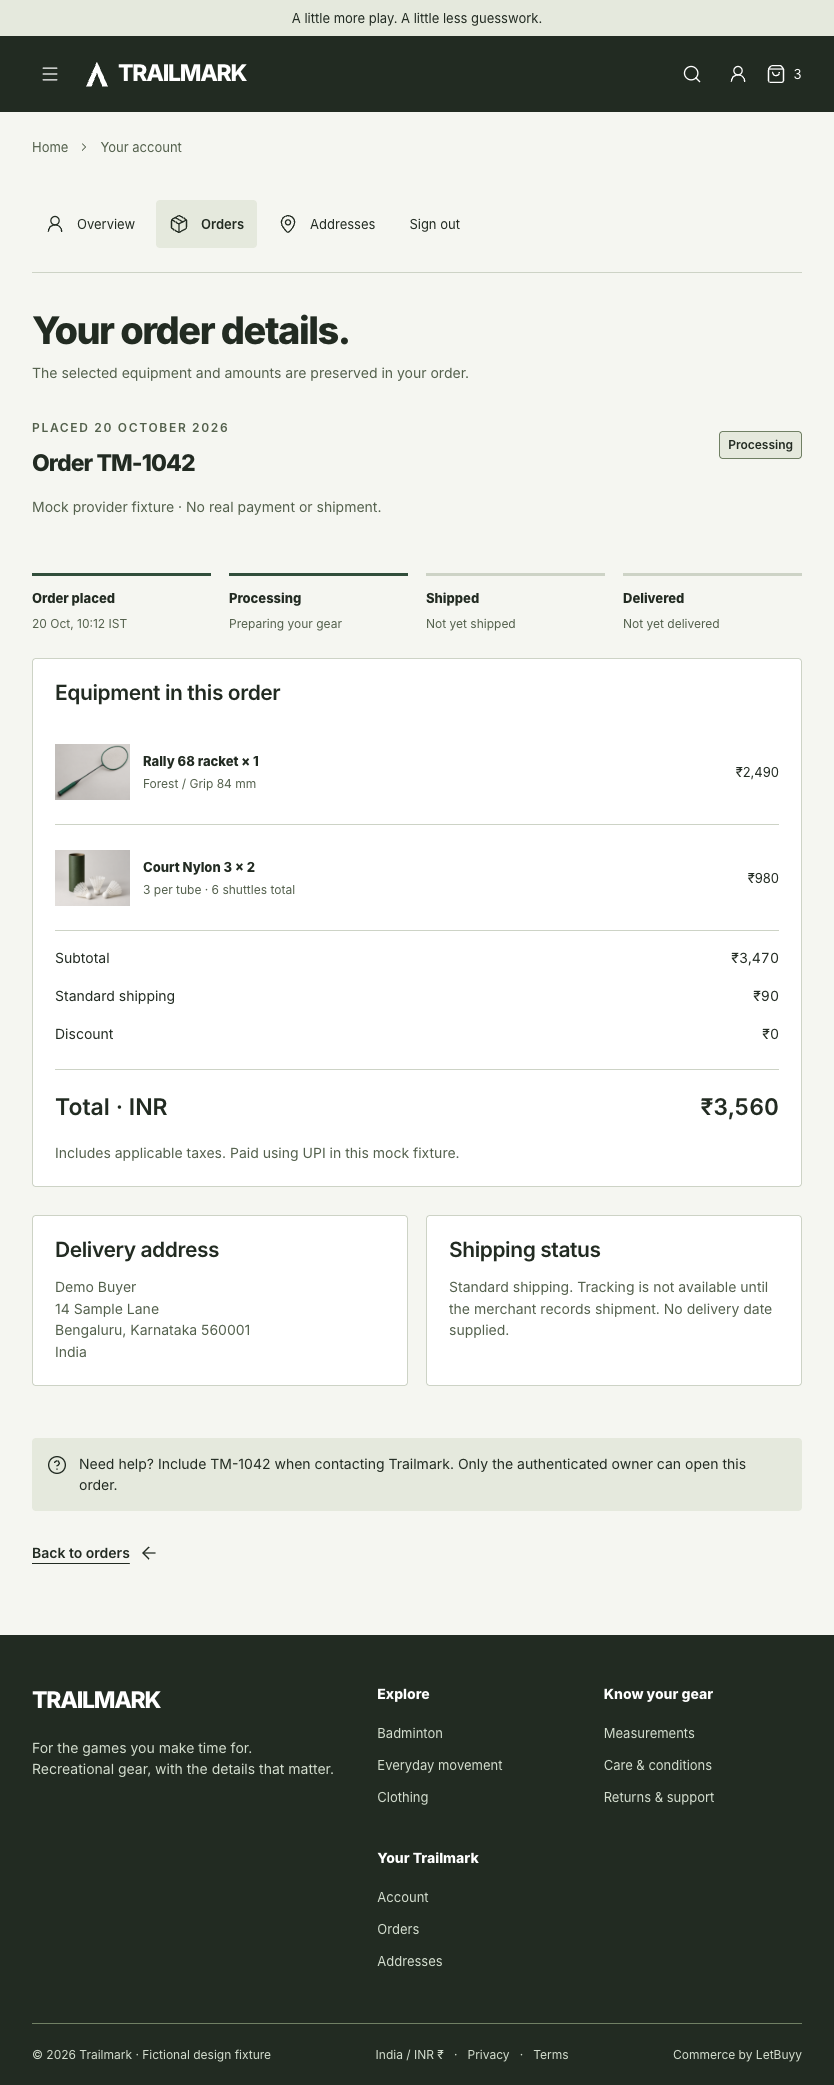 A little more play. A little less guesswork.
TRAILMARK
3
Home
Your account
Overview
Orders
Addresses
Sign out
Your order details.
The selected equipment and amounts are preserved in your order.
PLACED 20 OCTOBER 2026
Order TM-1042
Processing
Mock provider fixture · No real payment or shipment.
Order placed
20 Oct, 10:12 IST
Processing
Preparing your gear
Shipped
Not yet shipped
Delivered
Not yet delivered
Equipment in this order
Rally 68 racket × 1
Forest / Grip 84 mm
₹2,490
Court Nylon 3 × 2
3 per tube · 6 shuttles total
₹980
Subtotal ₹3,470
Standard shipping ₹90
Discount ₹0
Total · INR ₹3,560
Includes applicable taxes. Paid using UPI in this mock fixture.
Delivery address
Demo Buyer
14 Sample Lane
Bengaluru, Karnataka 560001
India
Shipping status
Standard shipping. Tracking is not available until
the merchant records shipment. No delivery date
supplied.
Need help? Include TM-1042 when contacting Trailmark. Only the authenticated owner can open this
order.
Back to orders
TRAILMARK
For the games you make time for.
Recreational gear, with the details that matter.
Explore
Badminton
Everyday movement
Clothing
Know your gear
Measurements
Care & conditions
Returns & support
Your Trailmark
Account
Orders
Addresses
© 2026 Trailmark · Fictional design fixture
India / INR ₹ · Privacy · Terms
Commerce by LetBuyy